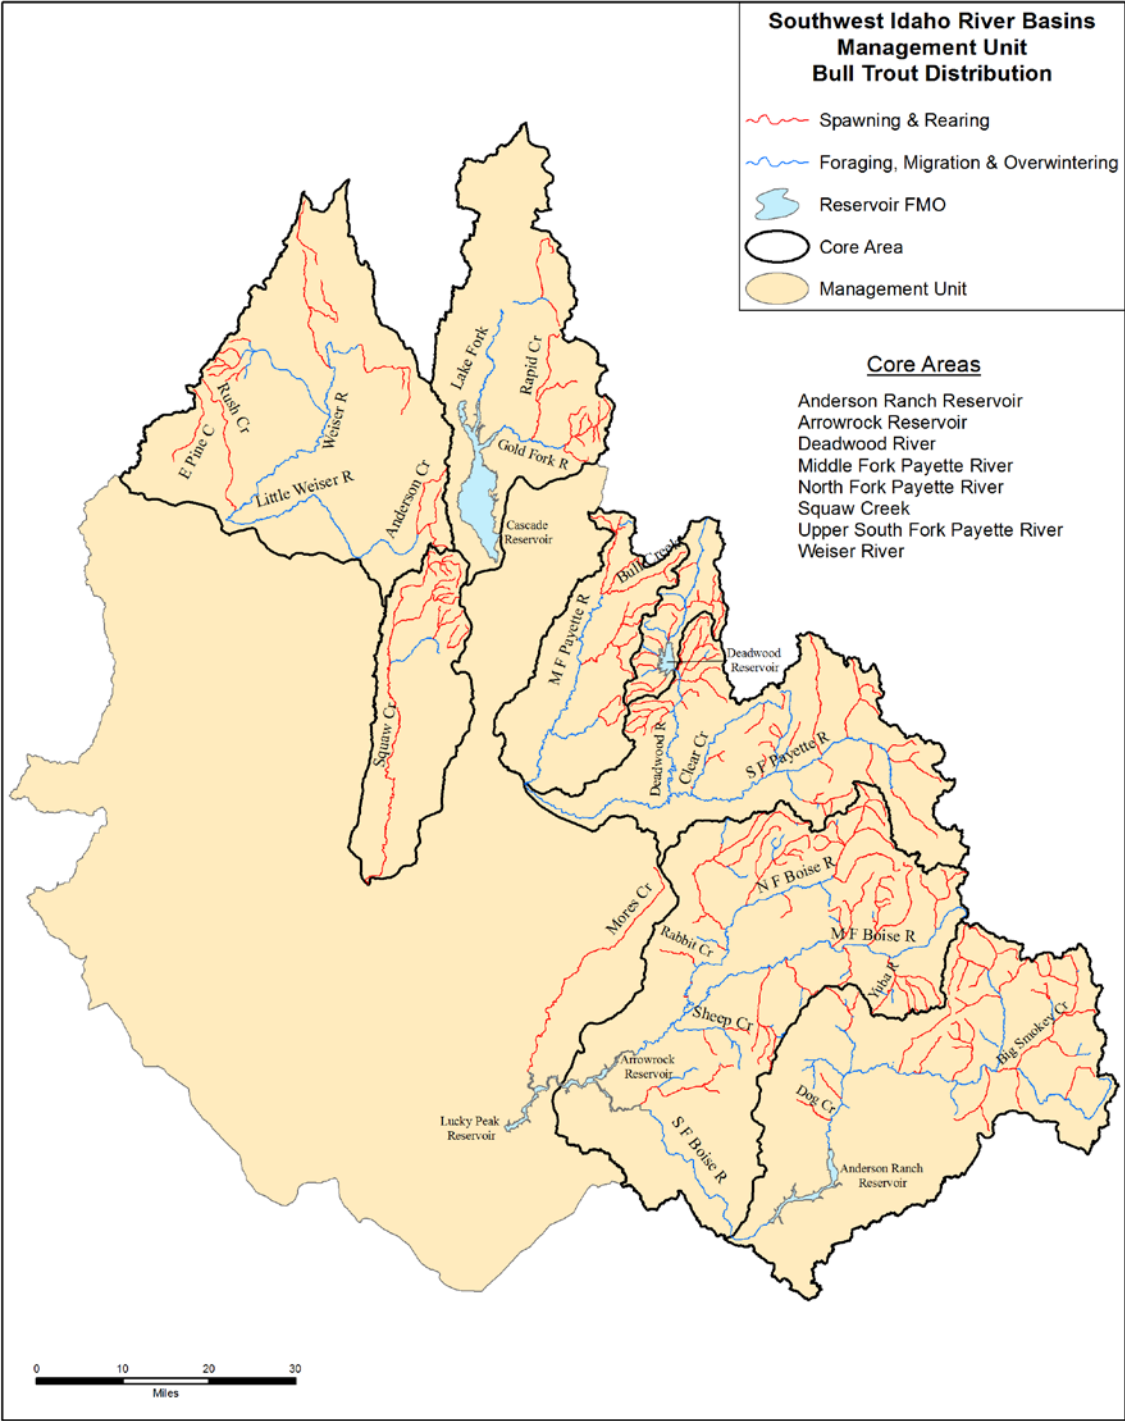 Southwest Idaho River Basins
Management Unit
Bull Trout Distribution
Spawning & Rearing
Foraging, Migration & Overwintering
Reservoir FMO
Core Area
Management Unit
Core Areas
Anderson Ranch Reservoir
Arrowrock Reservoir
Deadwood River
Middle Fork Payette River
North Fork Payette River
Squaw Creek
Upper South Fork Payette River
Weiser River
Lake Fork
Rapid Cr
Rush Cr
Weiser R
E Pine C
Gold Fork R
Little Weiser R
Anderson Cr
Cascade
Reservoir
Bull Creek
M F Payette R
Deadwood
Reservoir
Squaw Cr
Deadwood R
Clear Cr
S F Payette R
N F Boise R
Mores Cr
Rabbit Cr
M F Boise R
Yuba R
Sheep Cr
Big Smokey Cr
Arrowrock
Reservoir
Dog Cr
Lucky Peak
Reservoir
S F Boise R
Anderson Ranch
Reservoir
0 10 20 30
Miles